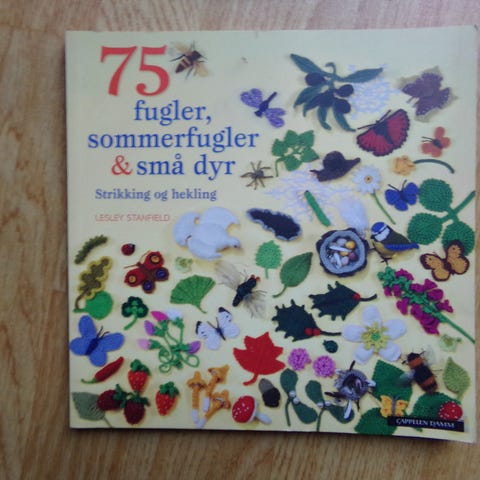 75
fugler,
sommerfugler
& små dyr
Strikking og hekling
LESLEY STANFIELD
CAPPELEN DAMM